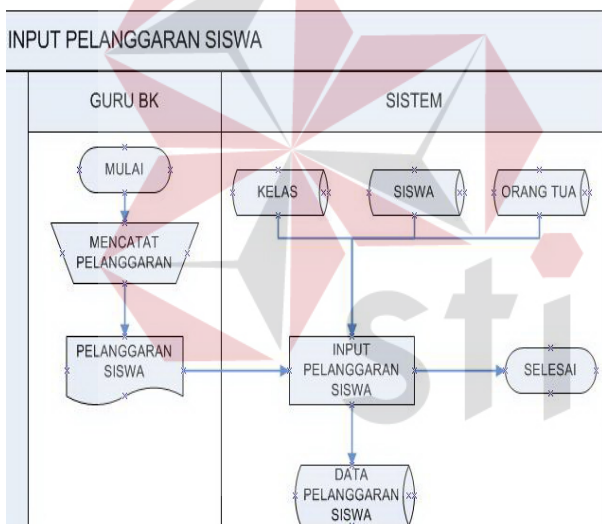 INPUT PELANGGARAN SISWA
GURU BK
SISTEM
MULAI
KELAS
SISWA
ORANG TUA
MENCATAT
PELANGGARAN
PELANGGARAN
SISWA
INPUT
PELANGGARAN
SISWA
SELESAI
DATA
PELANGGARAN
SISWA
sti